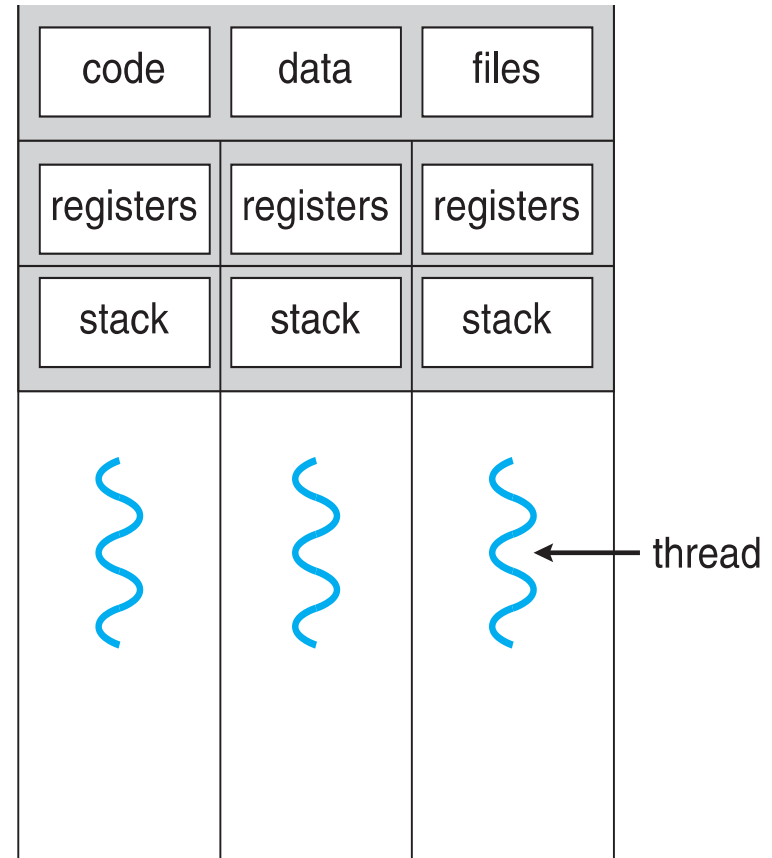 code data files
registers registers registers
stack stack stack
thread